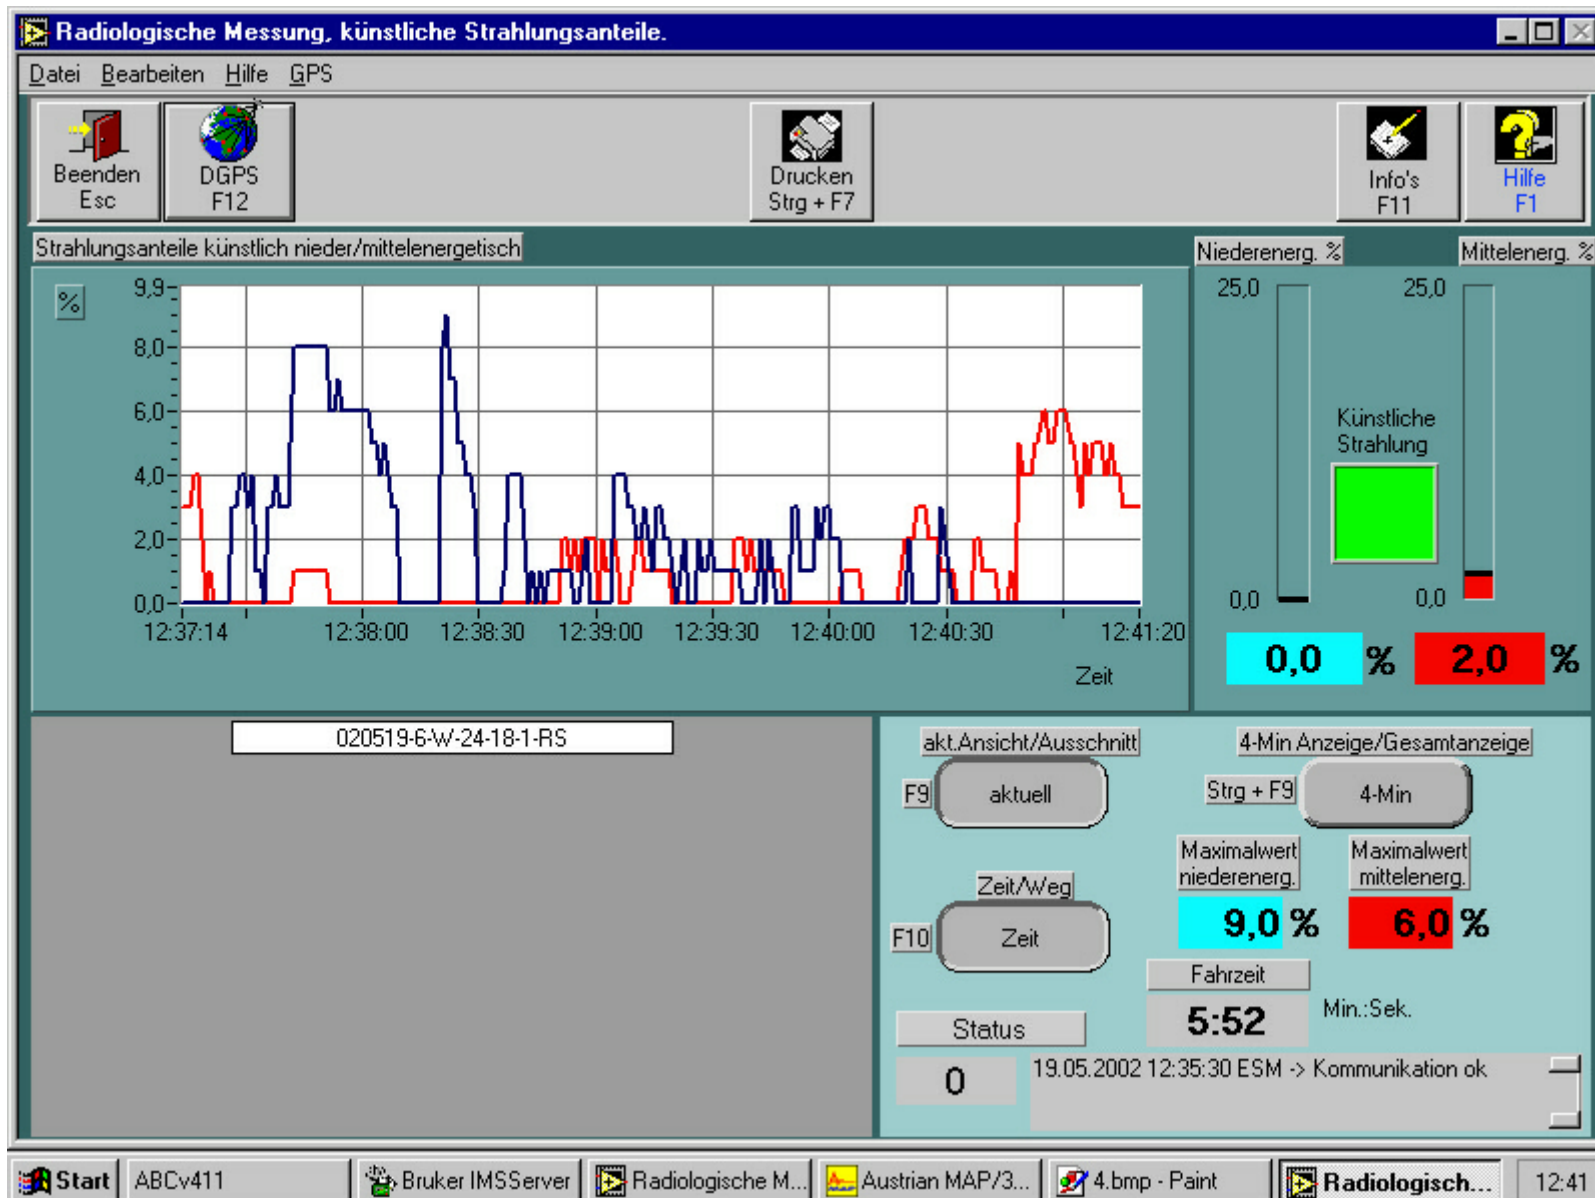 Radiologische Messung, künstliche Strahlungsanteile.
Datei Bearbeiten Hilfe GPS
Beenden
Esc
DGPS
F12
Drucken
Strg + F7
Info's
F11
Hilfe
F1
Strahlungsanteile künstlich nieder/mittelenergetisch
%
9,9
8,0
6,0
4,0
2,0
0,0
12:37:14 12:38:00 12:38:30 12:39:00 12:39:30 12:40:00 12:40:30 12:41:20
Zeit
Niederenerg. % Mittelenerg. %
25,0 25,0
Künstliche
Strahlung
0,0 0,0
0,0 % 2,0 %
020519-6-W-24-18-1-RS
akt.Ansicht/Ausschnitt
F9 aktuell
4-Min Anzeige/Gesamtanzeige
Strg + F9 4-Min
Zeit/Weg
F10 Zeit
Maximalwert
niederenerg.
9,0 %
Maximalwert
mittelenerg.
6,0 %
Fahrzeit
5:52 Min.:Sek.
Status
0
19.05.2002 12:35:30 ESM -> Kommunikation ok
Start ABCv411 Bruker IMSServer Radiologische M... Austrian MAP/3... 4.bmp - Paint Radiologisch... 12:41